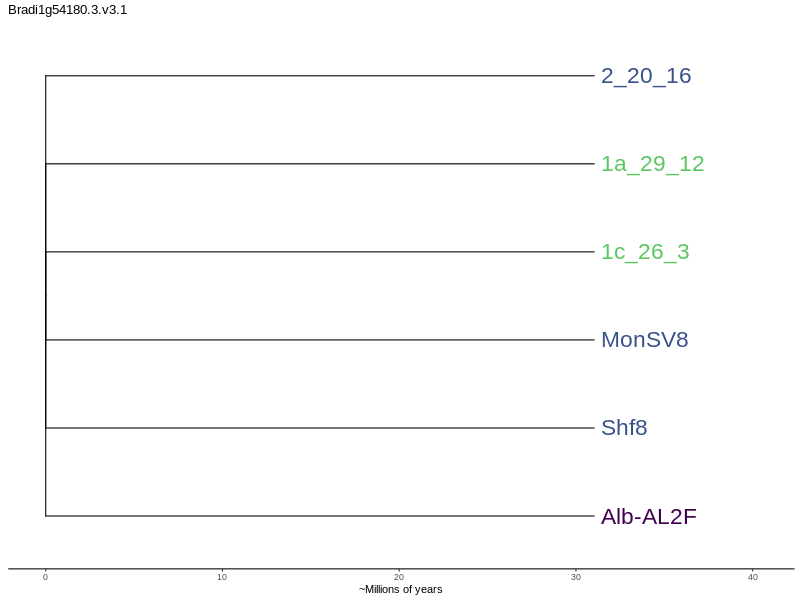 Bradi1g54180.3.v3.1
2_20_16
1a_29_12
1c_26_3
MonSV8
Shf8
Alb-AL2F
0 10 20 30 40
~Millions of years